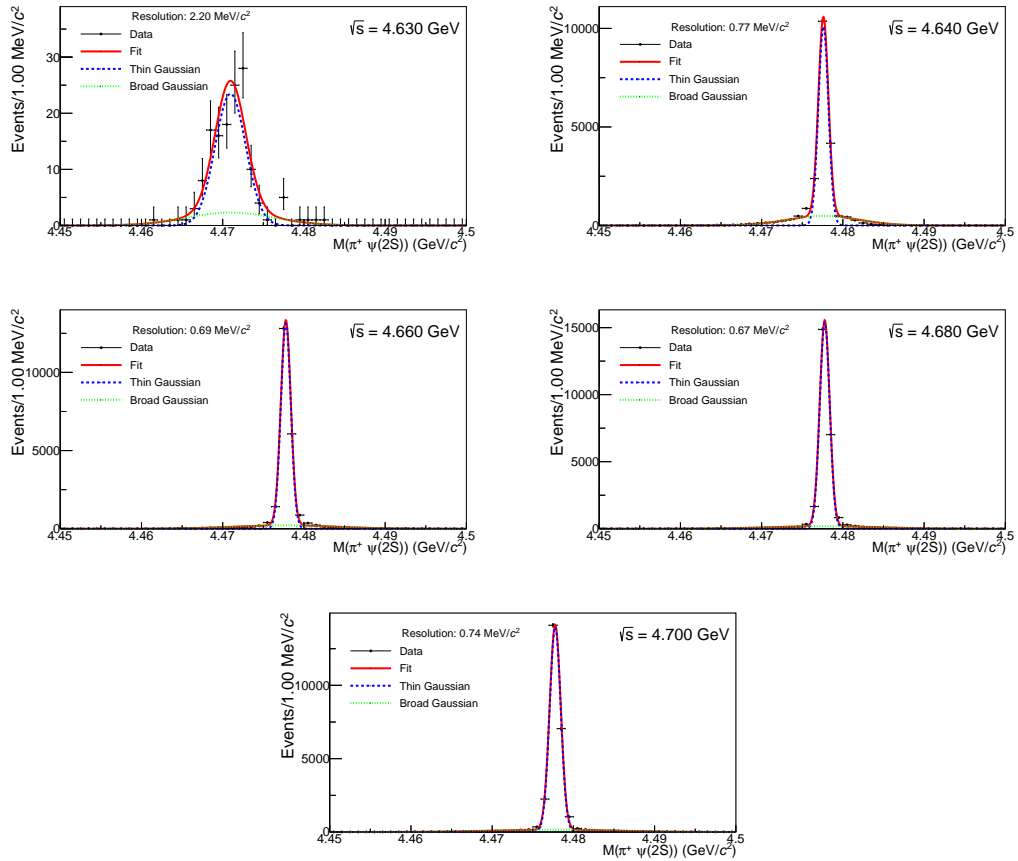 Resolution: 2.20 MeV/c²
√s = 4.630 GeV
Data
Fit
Thin Gaussian
Broad Gaussian
Events/1.00 MeV/c²
30
20
10
0
4.45 4.46 4.47 4.48 4.49 4.5
M(π⁺ ψ(2S)) (GeV/c²)
Resolution: 0.77 MeV/c²
√s = 4.640 GeV
Data
Fit
Thin Gaussian
Broad Gaussian
Events/1.00 MeV/c²
10000
5000
0
4.45 4.46 4.47 4.48 4.49 4.5
M(π⁺ ψ(2S)) (GeV/c²)
Resolution: 0.69 MeV/c²
√s = 4.660 GeV
Data
Fit
Thin Gaussian
Broad Gaussian
Events/1.00 MeV/c²
10000
5000
0
4.45 4.46 4.47 4.48 4.49 4.5
M(π⁺ ψ(2S)) (GeV/c²)
Resolution: 0.67 MeV/c²
√s = 4.680 GeV
Data
Fit
Thin Gaussian
Broad Gaussian
Events/1.00 MeV/c²
15000
10000
5000
0
4.45 4.46 4.47 4.48 4.49 4.5
M(π⁺ ψ(2S)) (GeV/c²)
Resolution: 0.74 MeV/c²
√s = 4.700 GeV
Data
Fit
Thin Gaussian
Broad Gaussian
Events/1.00 MeV/c²
10000
5000
0
4.45 4.46 4.47 4.48 4.49 4.5
M(π⁺ ψ(2S)) (GeV/c²)